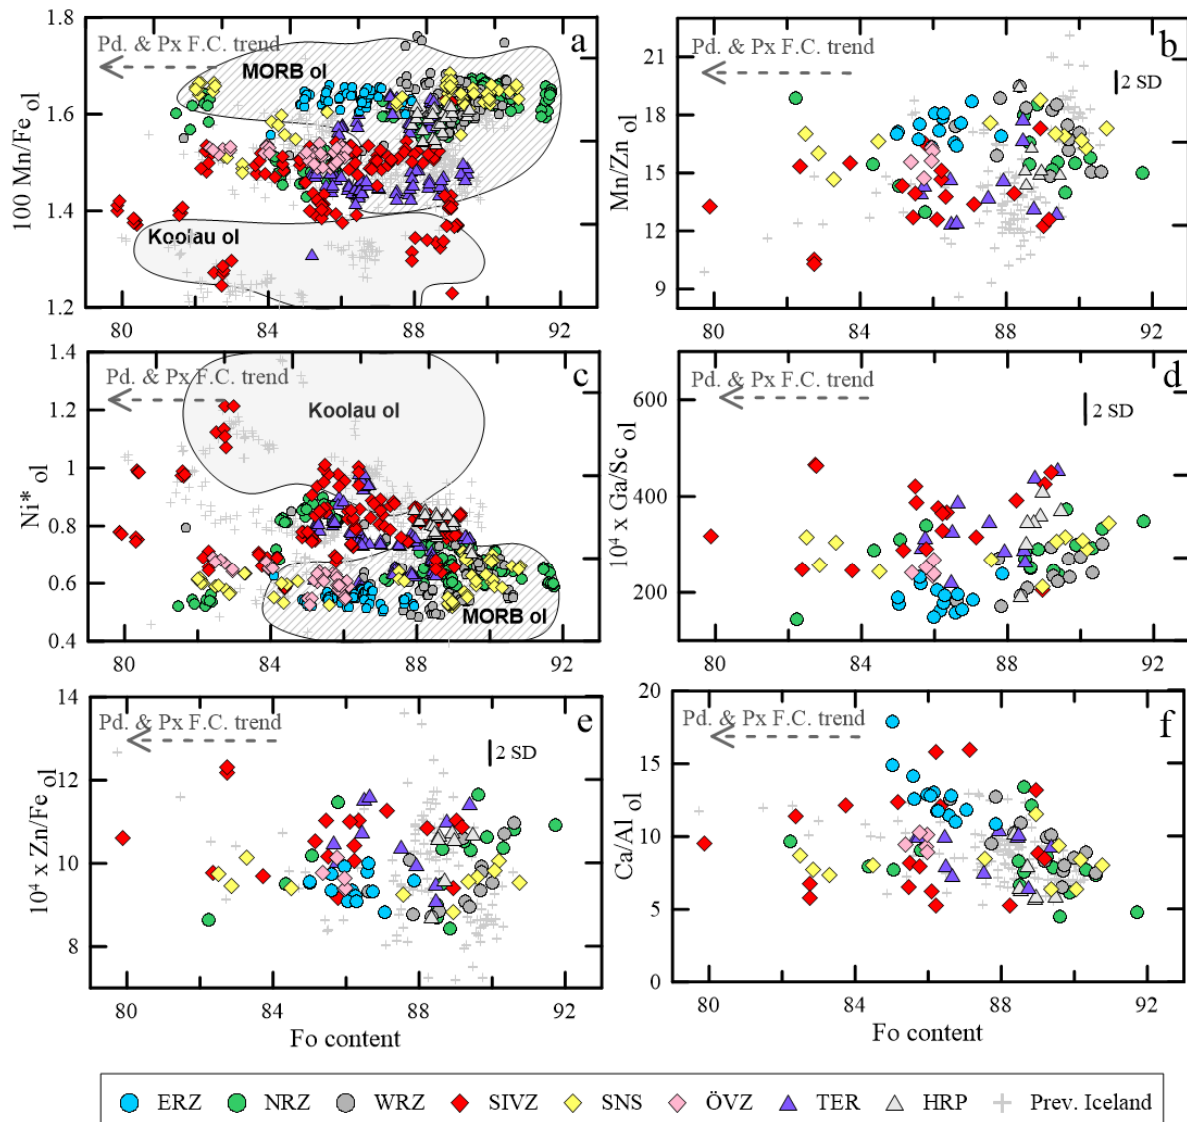 1.8
1.6
1.4
1.2
100 Mn/Fe ol
Pd. & Px F.C. trend
a
MORB ol
Koolau ol
80
84
88
92
21
18
15
12
9
Mn/Zn ol
Pd. & Px F.C. trend
b
2 SD
80
84
88
92
1.4
1.2
1
0.8
0.6
0.4
Ni* ol
Pd. & Px F.C. trend
c
Koolau ol
MORB ol
80
84
88
92
600
400
200
10⁴ x Ga/Sc ol
Pd. & Px F.C. trend
d
2 SD
80
84
88
92
14
12
10
8
10⁴ x Zn/Fe ol
Pd. & Px F.C. trend
e
2 SD
80
84
88
92
Fo content
20
15
10
5
0
Ca/Al ol
Pd. & Px F.C. trend
f
80
84
88
92
Fo content
ERZ NRZ WRZ SIVZ SNS ÖVZ TER HRP Prev. Iceland